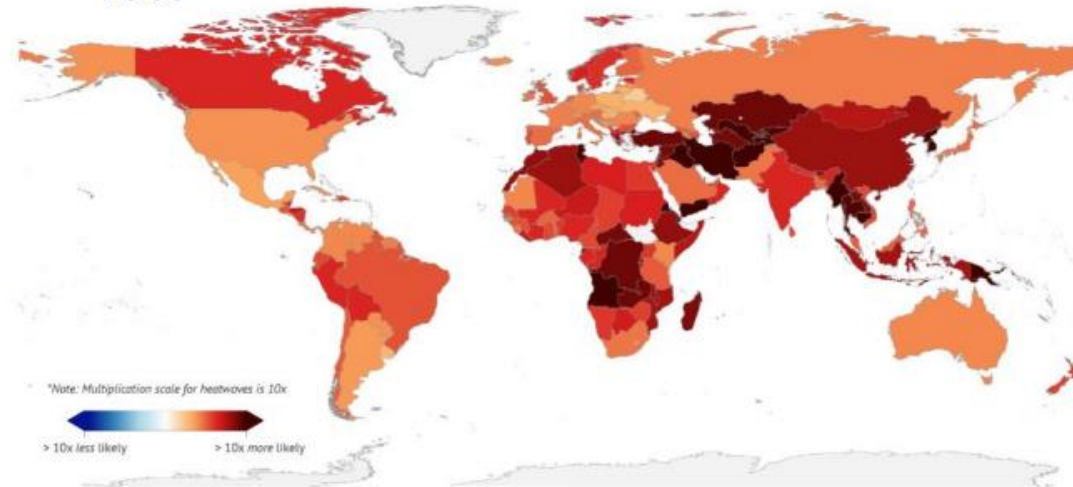 *Note: Multiplication scale for heatwaves is 10x
> 10x less likely > 10x more likely